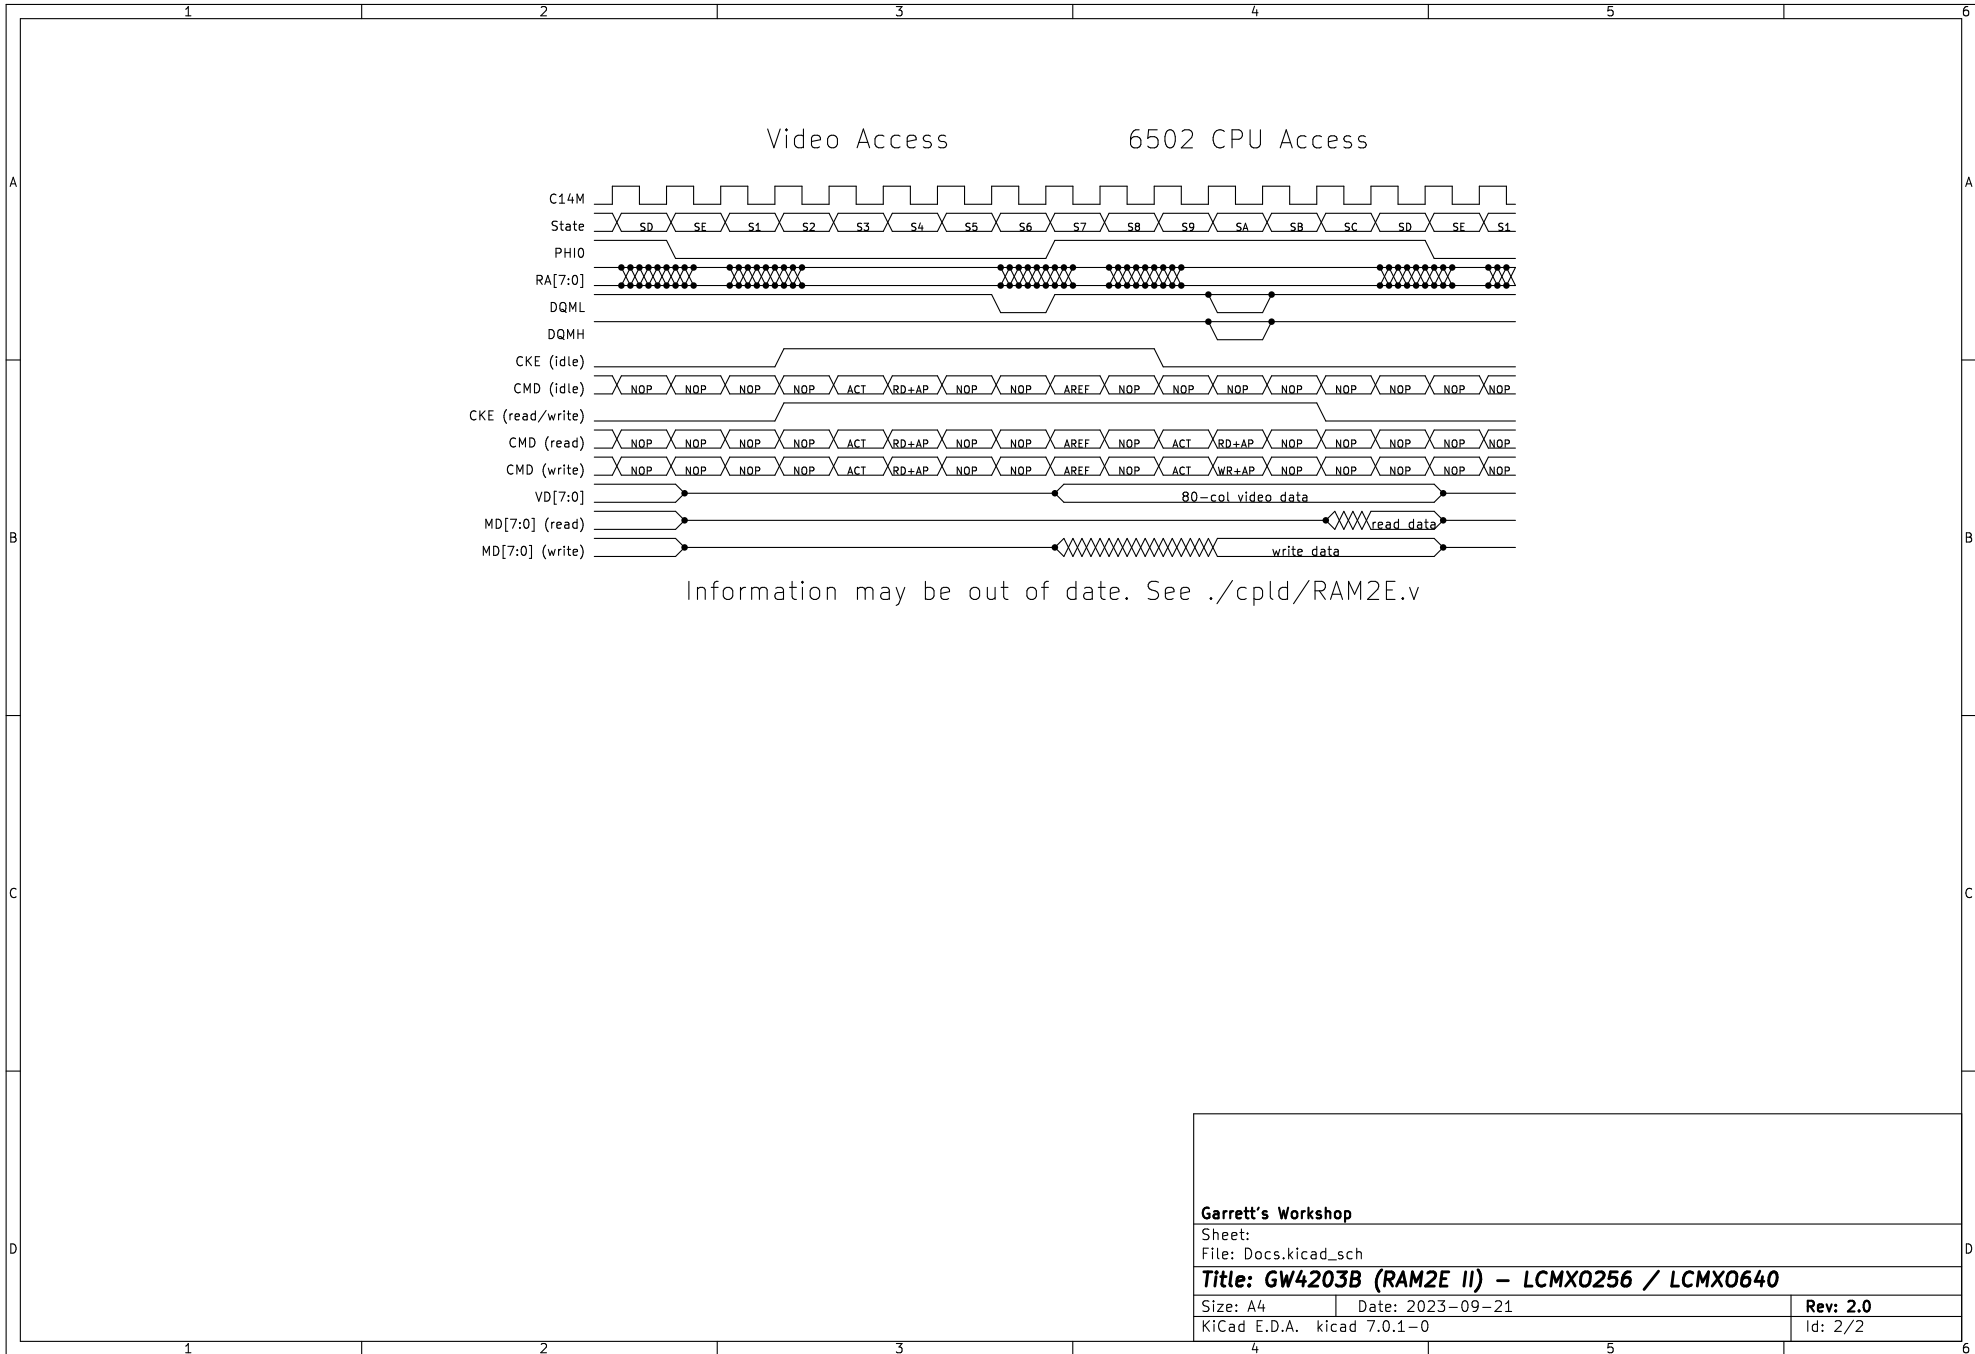 1 2 3 4 5 6
Video Access 6502 CPU Access
A A
C14M
State SD SE S1 S2 S3 S4 S5 S6 S7 S8 S9 SA SB SC SD SE S1
PHI0
RA[7:0]
DQML
DQMH
CKE (idle)
CMD (idle) NOP NOP NOP NOP ACT RD+AP NOP NOP AREF NOP NOP NOP NOP NOP NOP NOP NOP
CKE (read/write)
CMD (read) NOP NOP NOP NOP ACT RD+AP NOP NOP AREF NOP ACT RD+AP NOP NOP NOP NOP NOP
CMD (write) NOP NOP NOP NOP ACT RD+AP NOP NOP AREF NOP ACT WR+AP NOP NOP NOP NOP NOP
VD[7:0] 80-col video data
MD[7:0] (read) read data
B B
MD[7:0] (write) write data
Information may be out of date. See ./cpld/RAM2E.v
C C
Garrett's Workshop
Sheet:
D D
File: Docs.kicad_sch
Title: GW4203B (RAM2E II) – LCMXO256 / LCMXO640
Size: A4 Date: 2023-09-21 Rev: 2.0
KiCad E.D.A. kicad 7.0.1-0 Id: 2/2
1 2 3 4 5 6